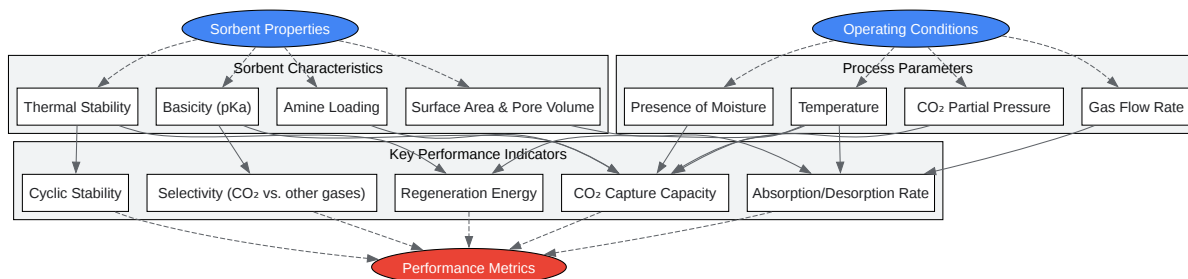 Sorbent Properties
Operating Conditions
Sorbent Characteristics
Process Parameters
Thermal Stability
Basicity (pKa)
Amine Loading
Surface Area & Pore Volume
Presence of Moisture
Temperature
CO₂ Partial Pressure
Gas Flow Rate
Key Performance Indicators
Cyclic Stability
Selectivity (CO₂ vs. other gases)
Regeneration Energy
CO₂ Capture Capacity
Absorption/Desorption Rate
Performance Metrics